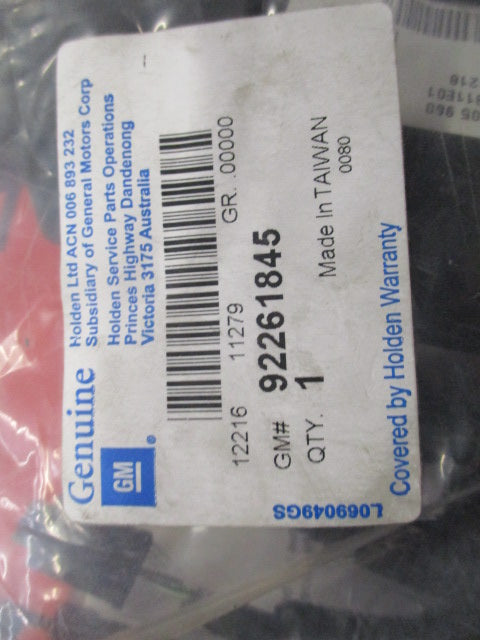 Genuine
GM
®
Holden Ltd ACN 006 893 232
Subsidiary of General Motors Corp
Holden Service Parts Operations
Princes Highway Dandenong
Victoria 3175 Australia
12216 11279 GR...00000
GM# 92261845
QTY. 1 Made In TAIWAN
0080
Covered by Holden Warranty
L069049GS